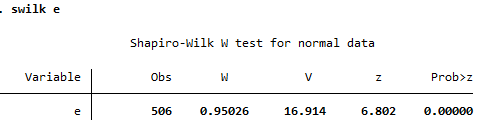 . swilk e
Shapiro-Wilk W test for normal data
Variable Obs W V z Prob>z
e 506 0.95026 16.914 6.802 0.00000